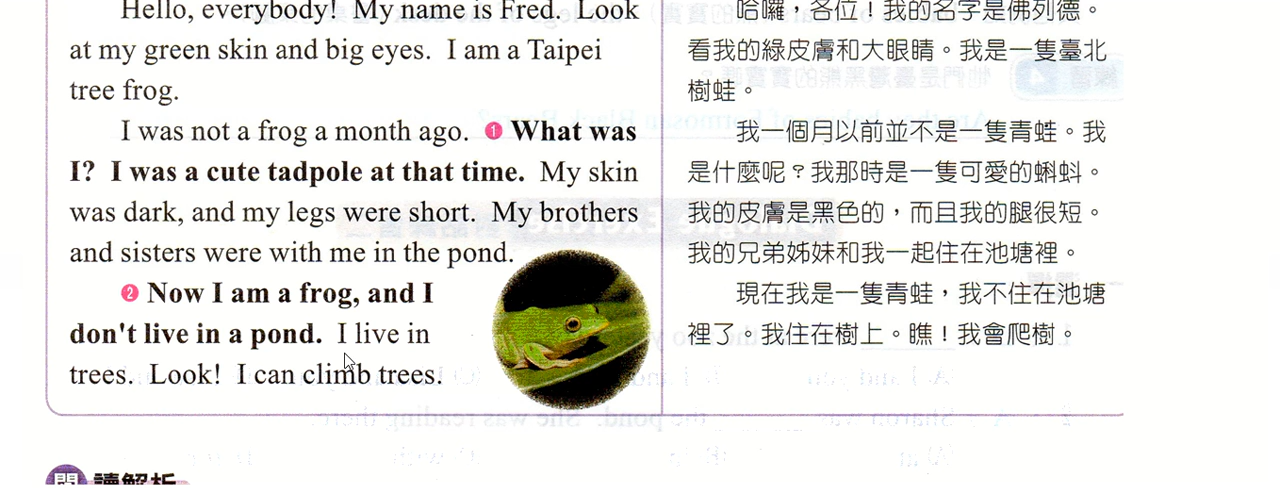 Hello, everybody! My name is Fred. Look
at my green skin and big eyes. I am a Taipei
tree frog.
I was not a frog a month ago. ❶ What was
I? I was a cute tadpole at that time. My skin
was dark, and my legs were short. My brothers
and sisters were with me in the pond.
❷ Now I am a frog, and I
don't live in a pond. I live in
trees. Look! I can climb trees.
哈囉，各位！我的名字是佛列德。
看我的綠皮膚和大眼睛。我是一隻臺北
樹蛙。
我一個月以前並不是一隻青蛙。我
是什麼呢？我那時是一隻可愛的蝌蚪。
我的皮膚是黑色的，而且我的腿很短。
我的兄弟姊妹和我一起住在池塘裡。
現在我是一隻青蛙，我不住在池塘
裡了。我住在樹上。瞧！我會爬樹。
閱讀解析